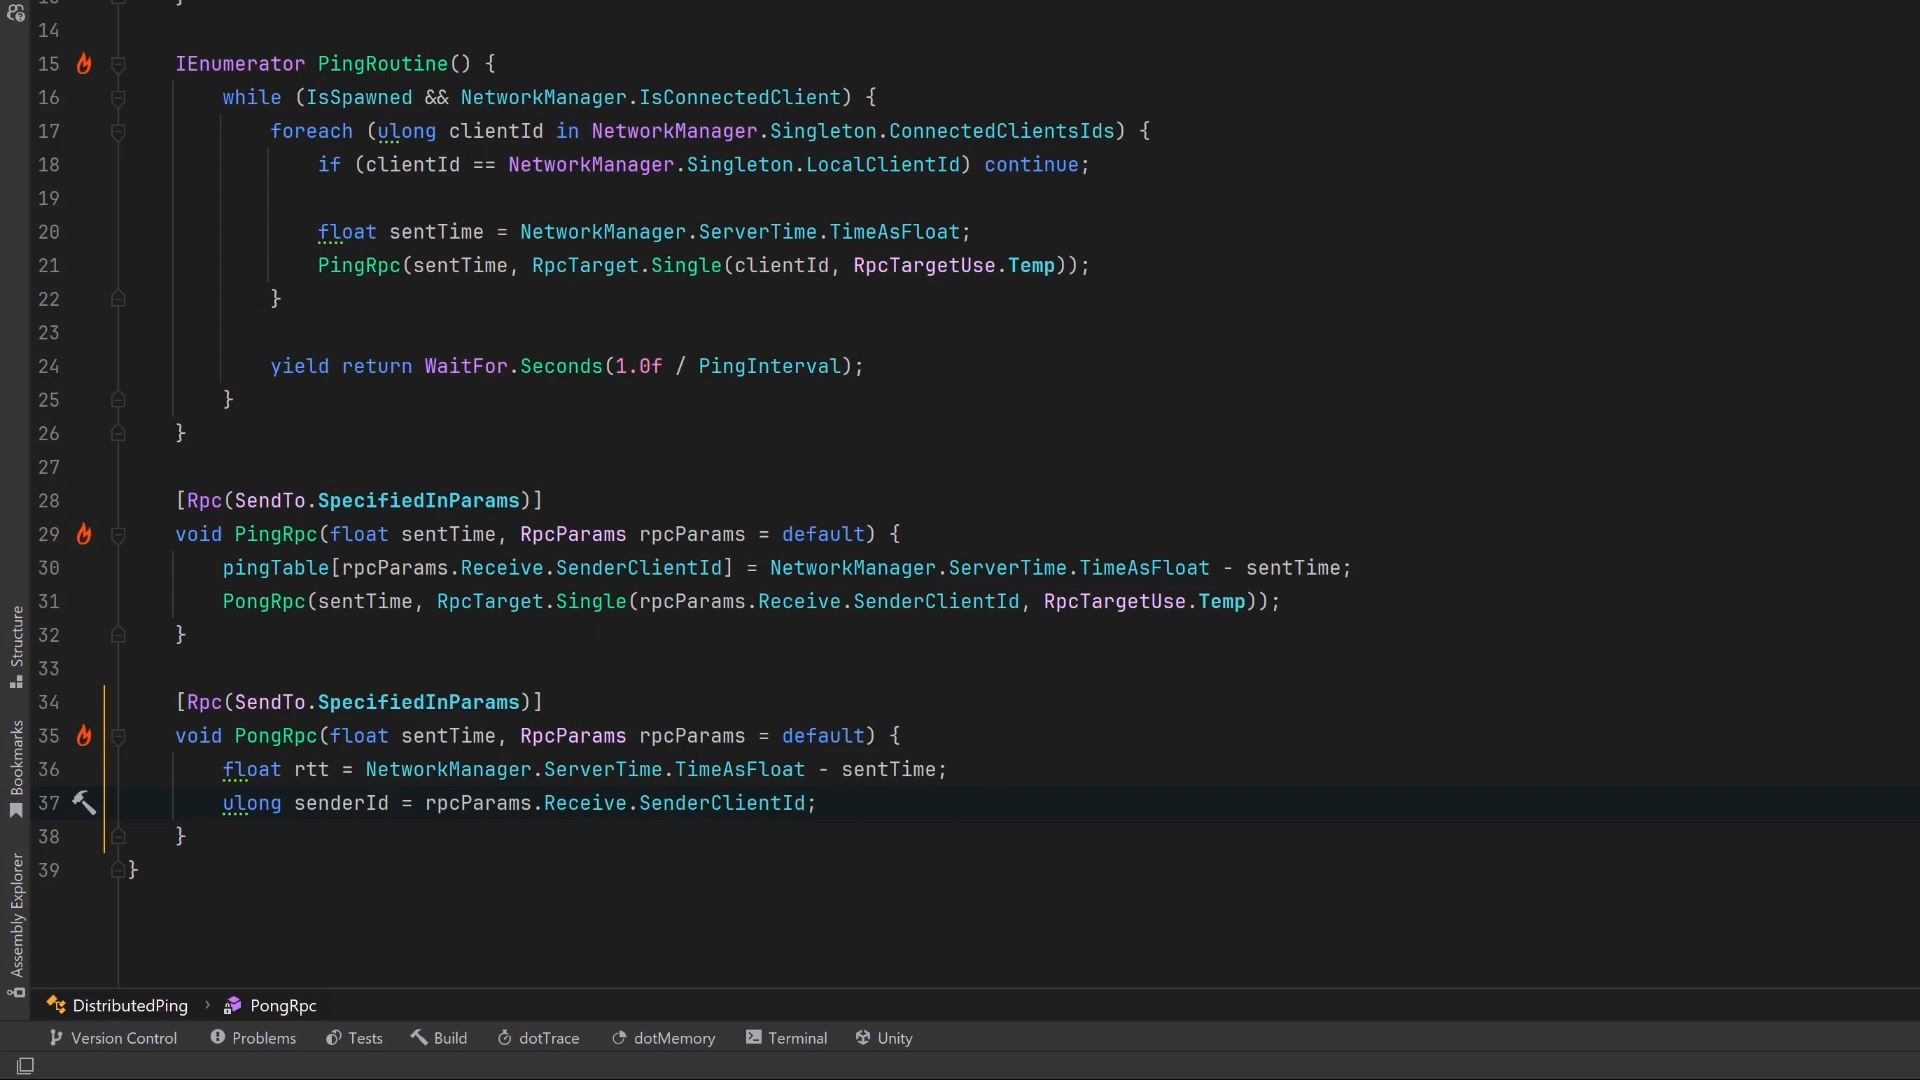 14
15 IEnumerator PingRoutine() {
16 while (IsSpawned && NetworkManager.IsConnectedClient) {
17 foreach (ulong clientId in NetworkManager.Singleton.ConnectedClientsIds) {
18 if (clientId == NetworkManager.Singleton.LocalClientId) continue;
19
20 float sentTime = NetworkManager.ServerTime.TimeAsFloat;
21 PingRpc(sentTime, RpcTarget.Single(clientId, RpcTargetUse.Temp));
22 }
23
24 yield return WaitFor.Seconds(1.0f / PingInterval);
25 }
26 }
27
28 [Rpc(SendTo.SpecifiedInParams)]
29 void PingRpc(float sentTime, RpcParams rpcParams = default) {
30 pingTable[rpcParams.Receive.SenderClientId] = NetworkManager.ServerTime.TimeAsFloat - sentTime;
31 PongRpc(sentTime, RpcTarget.Single(rpcParams.Receive.SenderClientId, RpcTargetUse.Temp));
32 }
33
34 [Rpc(SendTo.SpecifiedInParams)]
35 void PongRpc(float sentTime, RpcParams rpcParams = default) {
36 float rtt = NetworkManager.ServerTime.TimeAsFloat - sentTime;
37 ulong senderId = rpcParams.Receive.SenderClientId;
38 }
39 }
Structure
Bookmarks
Assembly Explorer
DistributedPing › PongRpc
Version Control Problems Tests Build dotTrace dotMemory Terminal Unity